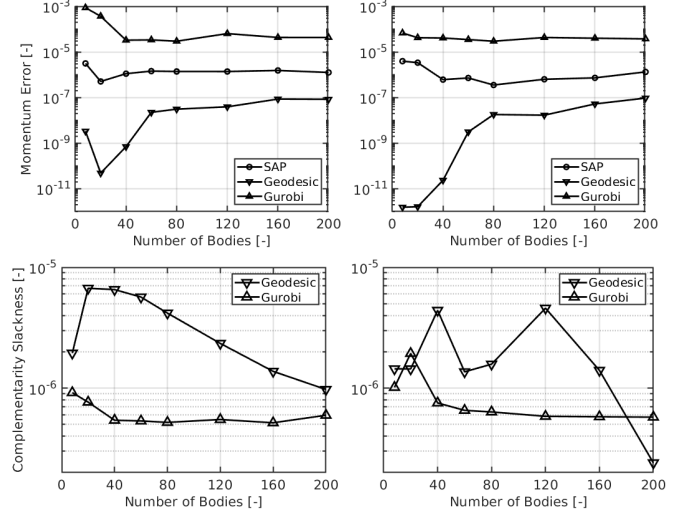 10^-3
10^-5
10^-7
10^-9
10^-11
Momentum Error [-]
SAP
Geodesic
Gurobi
0 40 80 120 160 200
Number of Bodies [-]
10^-3
10^-5
10^-7
10^-9
10^-11
SAP
Geodesic
Gurobi
0 40 80 120 160 200
Number of Bodies [-]
10^-5
10^-6
Complementarity Slackness [-]
Geodesic
Gurobi
0 40 80 120 160 200
Number of Bodies [-]
10^-5
10^-6
Geodesic
Gurobi
0 40 80 120 160 200
Number of Bodies [-]